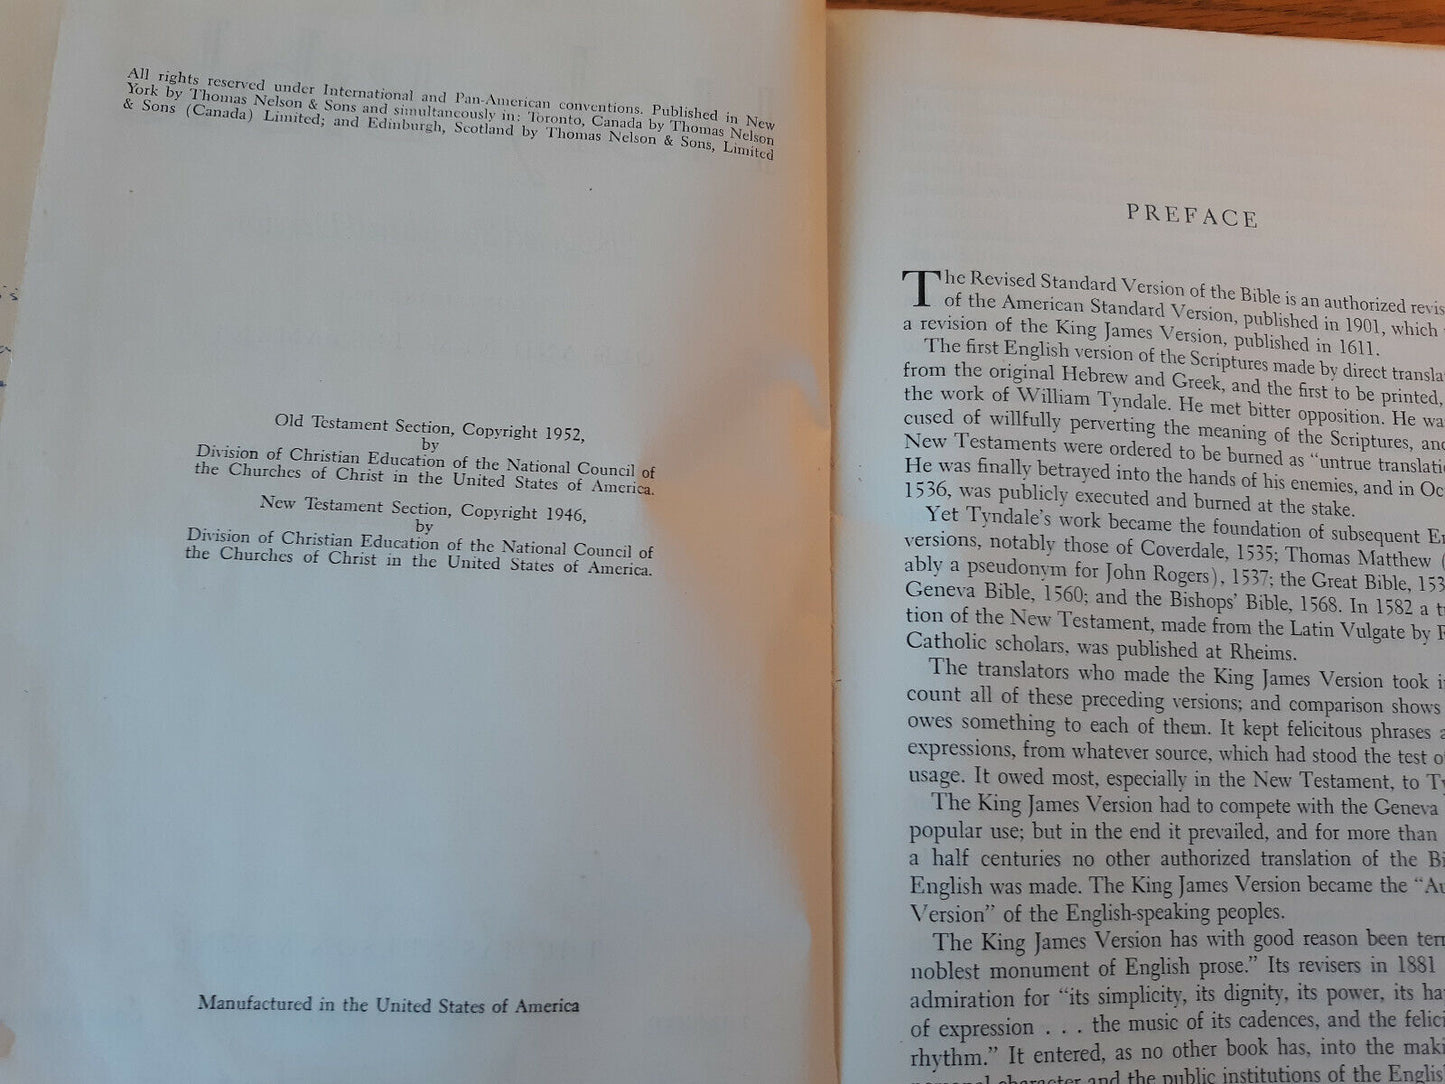 All rights reserved under International and Pan-American conventions. Published in New
York by Thomas Nelson & Sons and simultaneously in: Toronto, Canada by Thomas Nelson
& Sons (Canada) Limited; and Edinburgh, Scotland by Thomas Nelson & Sons, Limited
Old Testament Section, Copyright 1952,
by
Division of Christian Education of the National Council of
the Churches of Christ in the United States of America.
New Testament Section, Copyright 1946,
by
Division of Christian Education of the National Council of
the Churches of Christ in the United States of America.
Manufactured in the United States of America
PREFACE
The Revised Standard Version of the Bible is an authorized revis
of the American Standard Version, published in 1901, which
a revision of the King James Version, published in 1611.
The first English version of the Scriptures made by direct transla
from the original Hebrew and Greek, and the first to be printed,
the work of William Tyndale. He met bitter opposition. He wa
cused of willfully perverting the meaning of the Scriptures, and
New Testaments were ordered to be burned as "untrue translati
He was finally betrayed into the hands of his enemies, and in Oc
1536, was publicly executed and burned at the stake.
Yet Tyndale's work became the foundation of subsequent En
versions, notably those of Coverdale, 1535; Thomas Matthew (
ably a pseudonym for John Rogers), 1537; the Great Bible, 153
Geneva Bible, 1560; and the Bishops' Bible, 1568. In 1582 a t
tion of the New Testament, made from the Latin Vulgate by R
Catholic scholars, was published at Rheims.
The translators who made the King James Version took i
count all of these preceding versions; and comparison shows
owes something to each of them. It kept felicitous phrases a
expressions, from whatever source, which had stood the test o
usage. It owed most, especially in the New Testament, to Ty
The King James Version had to compete with the Geneva
popular use; but in the end it prevailed, and for more than
a half centuries no other authorized translation of the Bi
English was made. The King James Version became the "Au
Version" of the English-speaking peoples.
The King James Version has with good reason been term
noblest monument of English prose." Its revisers in 1881
admiration for "its simplicity, its dignity, its power, its ha
of expression . . . the music of its cadences, and the felici
rhythm." It entered, as no other book has, into the maki
personal character and the public institutions of the Englis